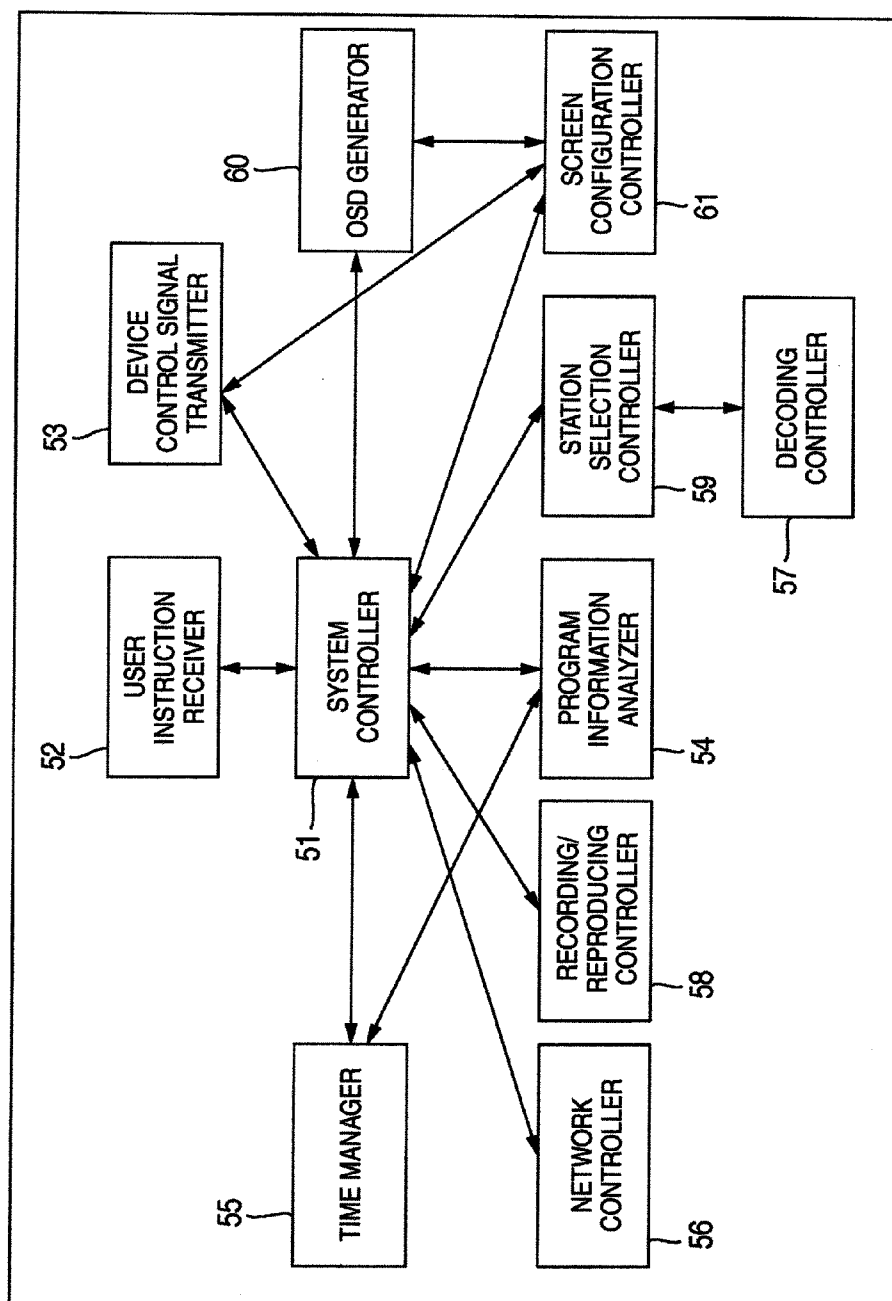 52
USER
INSTRUCTION
RECEIVER
53
DEVICE
CONTROL SIGNAL
TRANSMITTER
55
TIME MANAGER
51
SYSTEM
CONTROLLER
60
OSD GENERATOR
NETWORK
CONTROLLER
56
RECORDING/
REPRODUCING
CONTROLLER
58
PROGRAM
INFORMATION
ANALYZER
54
STATION
SELECTION
CONTROLLER
59
SCREEN
CONFIGURATION
CONTROLLER
61
DECODING
CONTROLLER
57